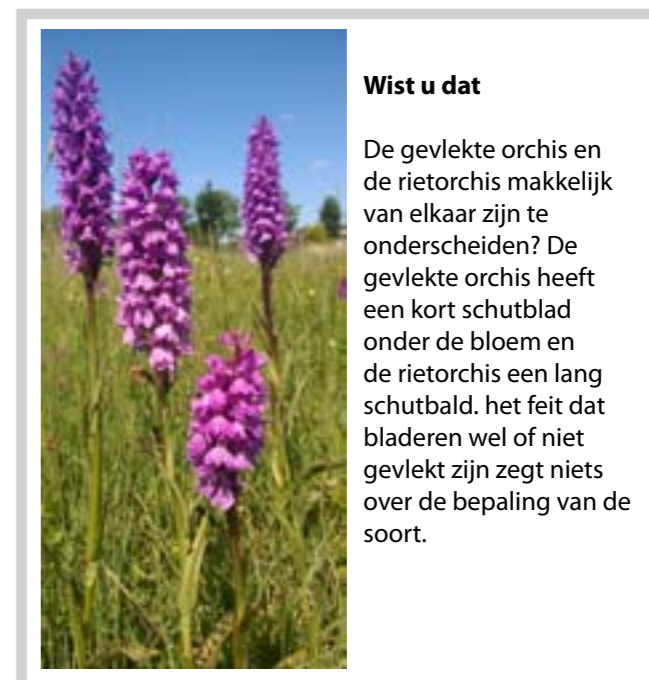 Wist u dat
De gevlekte orchis en
de rietorchis makkelijk
van elkaar zijn te
onderscheiden? De
gevlekte orchis heeft
een kort schutblad
onder de bloem en
de rietorchis een lang
schutbald. het feit dat
bladeren wel of niet
gevlekt zijn zegt niets
over de bepaling van de
soort.